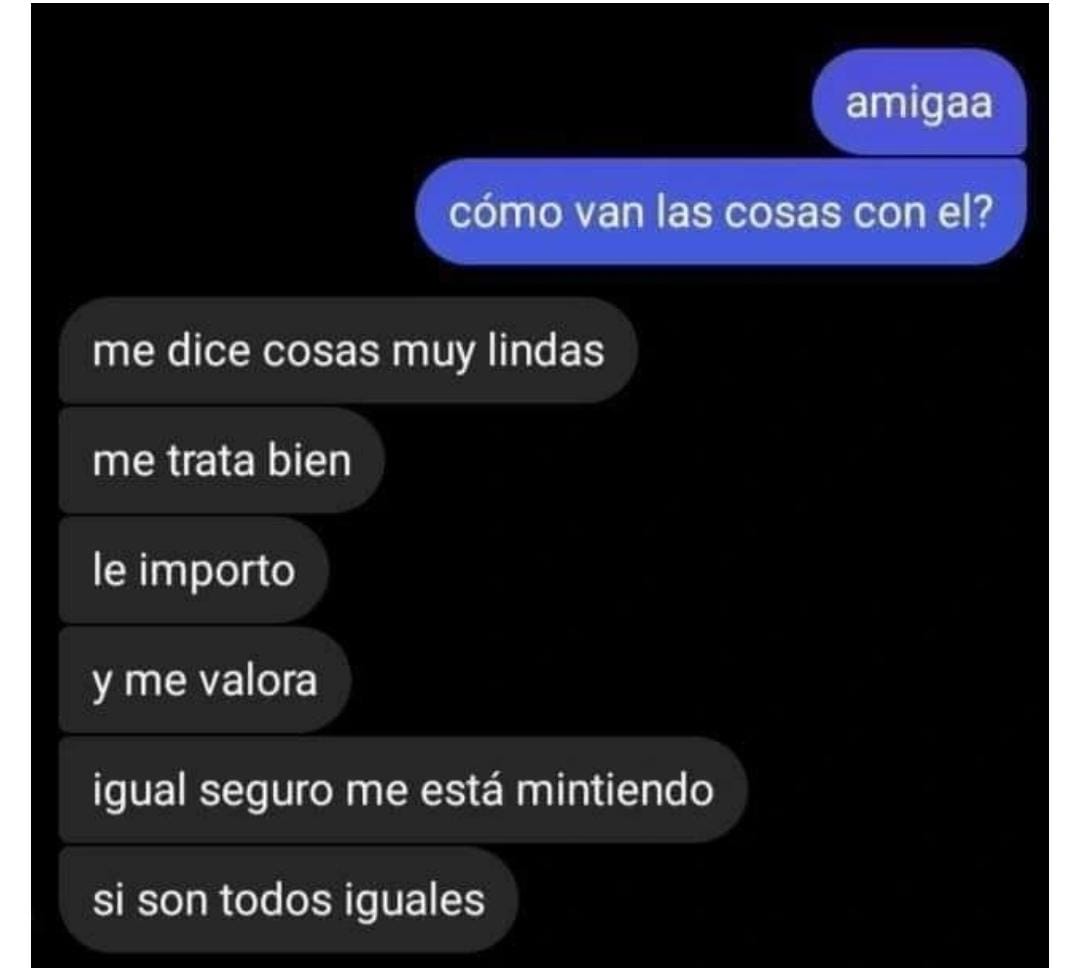 amigaa
cómo van las cosas con el?
me dice cosas muy lindas
me trata bien
le importo
y me valora
igual seguro me está mintiendo
si son todos iguales